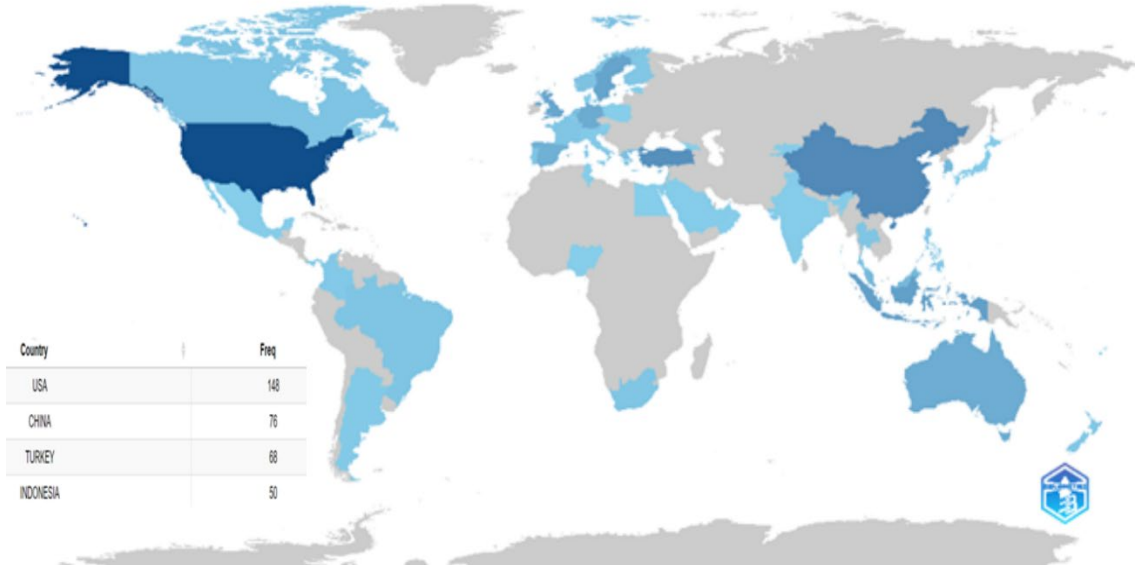 Country Freq
USA 148
CHINA 76
TURKEY 68
INDONESIA 50